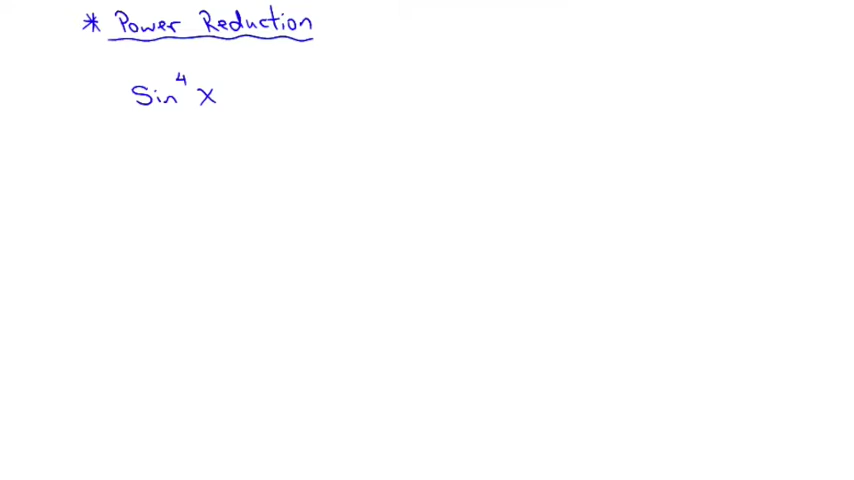 * Power Reduction
Sin⁴ x